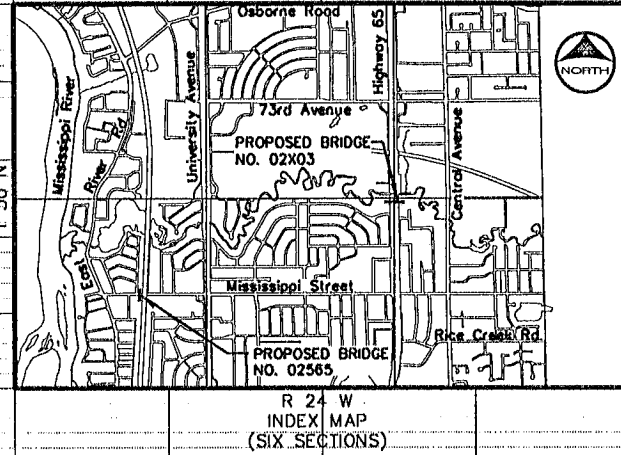 Osborne Road
Highway 65
NORTH
University Avenue
Mississippi River
73rd Avenue
Central Avenue
PROPOSED BRIDGE
NO. 02X03
East River Rd
Mississippi Street
Rice Creek Rd
PROPOSED BRIDGE
NO. 02565
T. 30 N
R 24 W
INDEX MAP
(SIX SECTIONS)